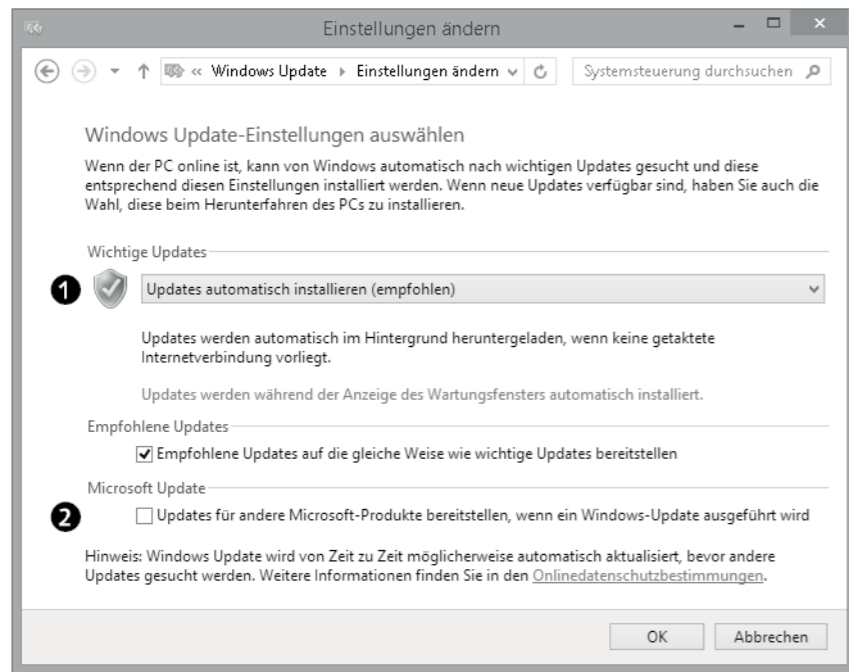 Einstellungen ändern
« Windows Update ▸ Einstellungen ändern
Systemsteuerung durchsuchen
Windows Update-Einstellungen auswählen
Wenn der PC online ist, kann von Windows automatisch nach wichtigen Updates gesucht und diese
entsprechend diesen Einstellungen installiert werden. Wenn neue Updates verfügbar sind, haben Sie auch die
Wahl, diese beim Herunterfahren des PCs zu installieren.
Wichtige Updates
1 Updates automatisch installieren (empfohlen)
Updates werden automatisch im Hintergrund heruntergeladen, wenn keine getaktete
Internetverbindung vorliegt.
Updates werden während der Anzeige des Wartungsfensters automatisch installiert.
Empfohlene Updates
Empfohlene Updates auf die gleiche Weise wie wichtige Updates bereitstellen
Microsoft Update
2 Updates für andere Microsoft-Produkte bereitstellen, wenn ein Windows-Update ausgeführt wird
Hinweis: Windows Update wird von Zeit zu Zeit möglicherweise automatisch aktualisiert, bevor andere
Updates gesucht werden. Weitere Informationen finden Sie in den Onlinedatenschutzbestimmungen.
OK Abbrechen